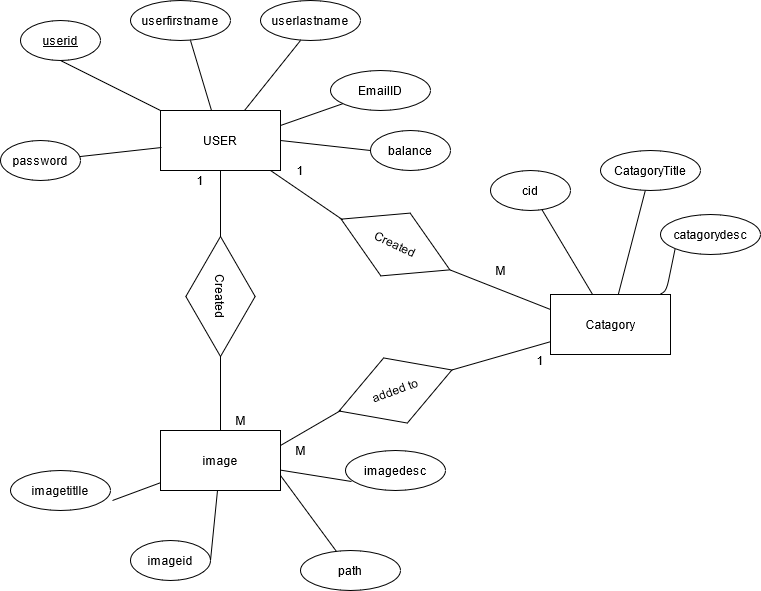 userfirstname
userlastname
userid
EmailID
USER
balance
password
1
1
CatagoryTitle
cid
catagorydesc
Created
M
Created
Catagory
1
added to
M
M
image
imagedesc
imagetitlle
imageid
path